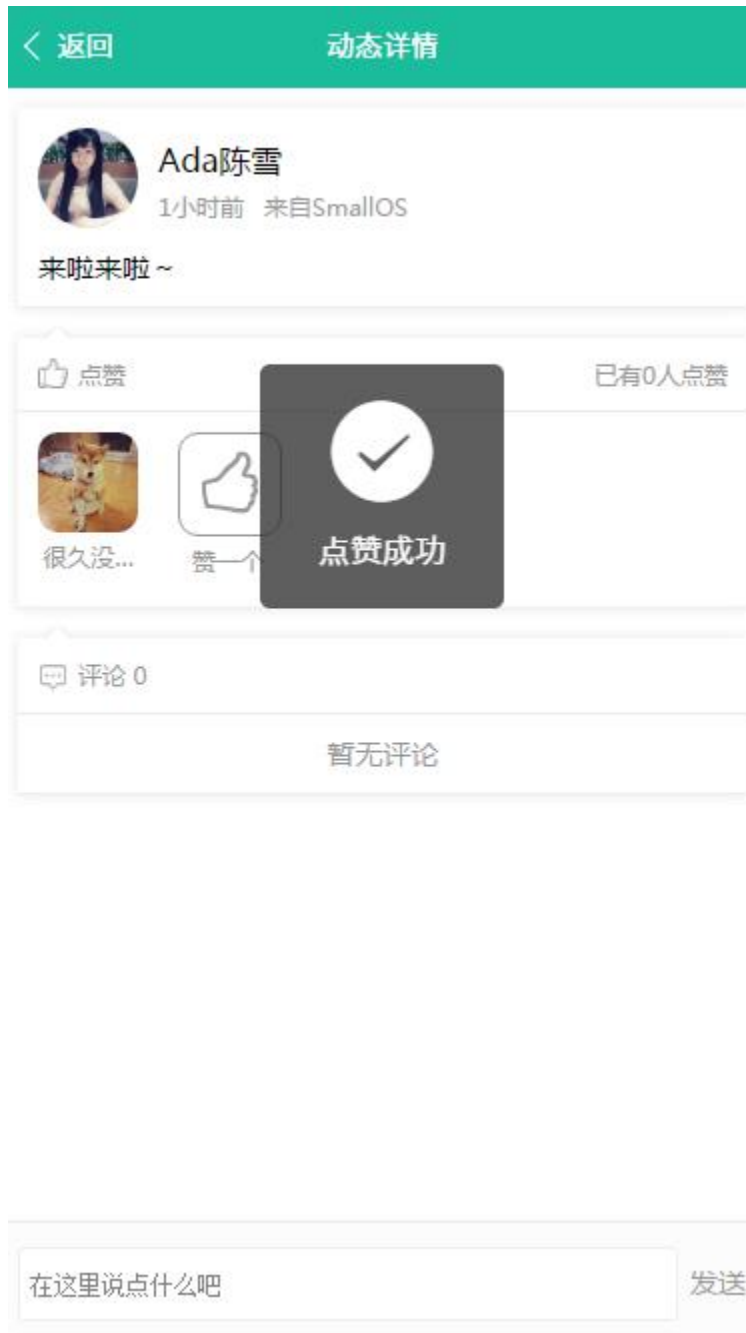 返回
动态详情
Ada陈雪
1小时前 来自SmallOS
来啦来啦~
点赞
已有0人点赞
很久没...
赞一个
点赞成功
评论 0
暂无评论
在这里说点什么吧
发送